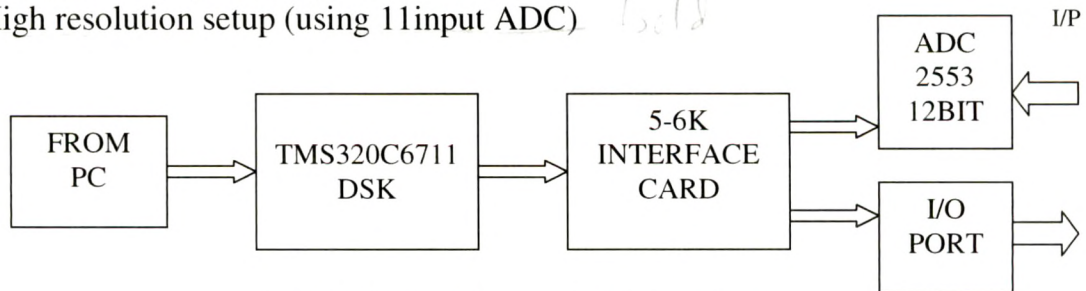 igh resolution setup (using 11input ADC)
I/P
ADC
2553
12BIT
FROM
PC
TMS320C6711
DSK
5-6K
INTERFACE
CARD
I/O
PORT